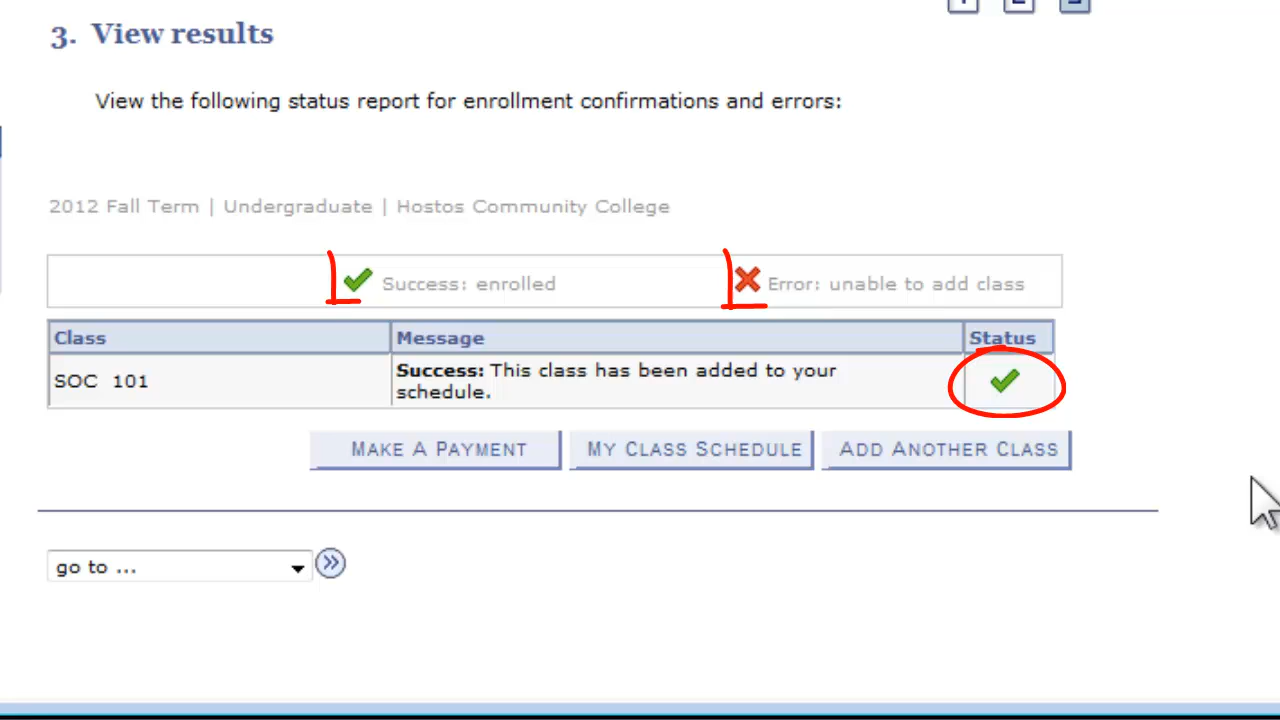 3. View results
View the following status report for enrollment confirmations and errors:
2012 Fall Term | Undergraduate | Hostos Community College
Success: enrolled Error: unable to add class
Class Message Status
SOC 101 Success: This class has been added to your
schedule.
MAKE A PAYMENT MY CLASS SCHEDULE ADD ANOTHER CLASS
go to ...